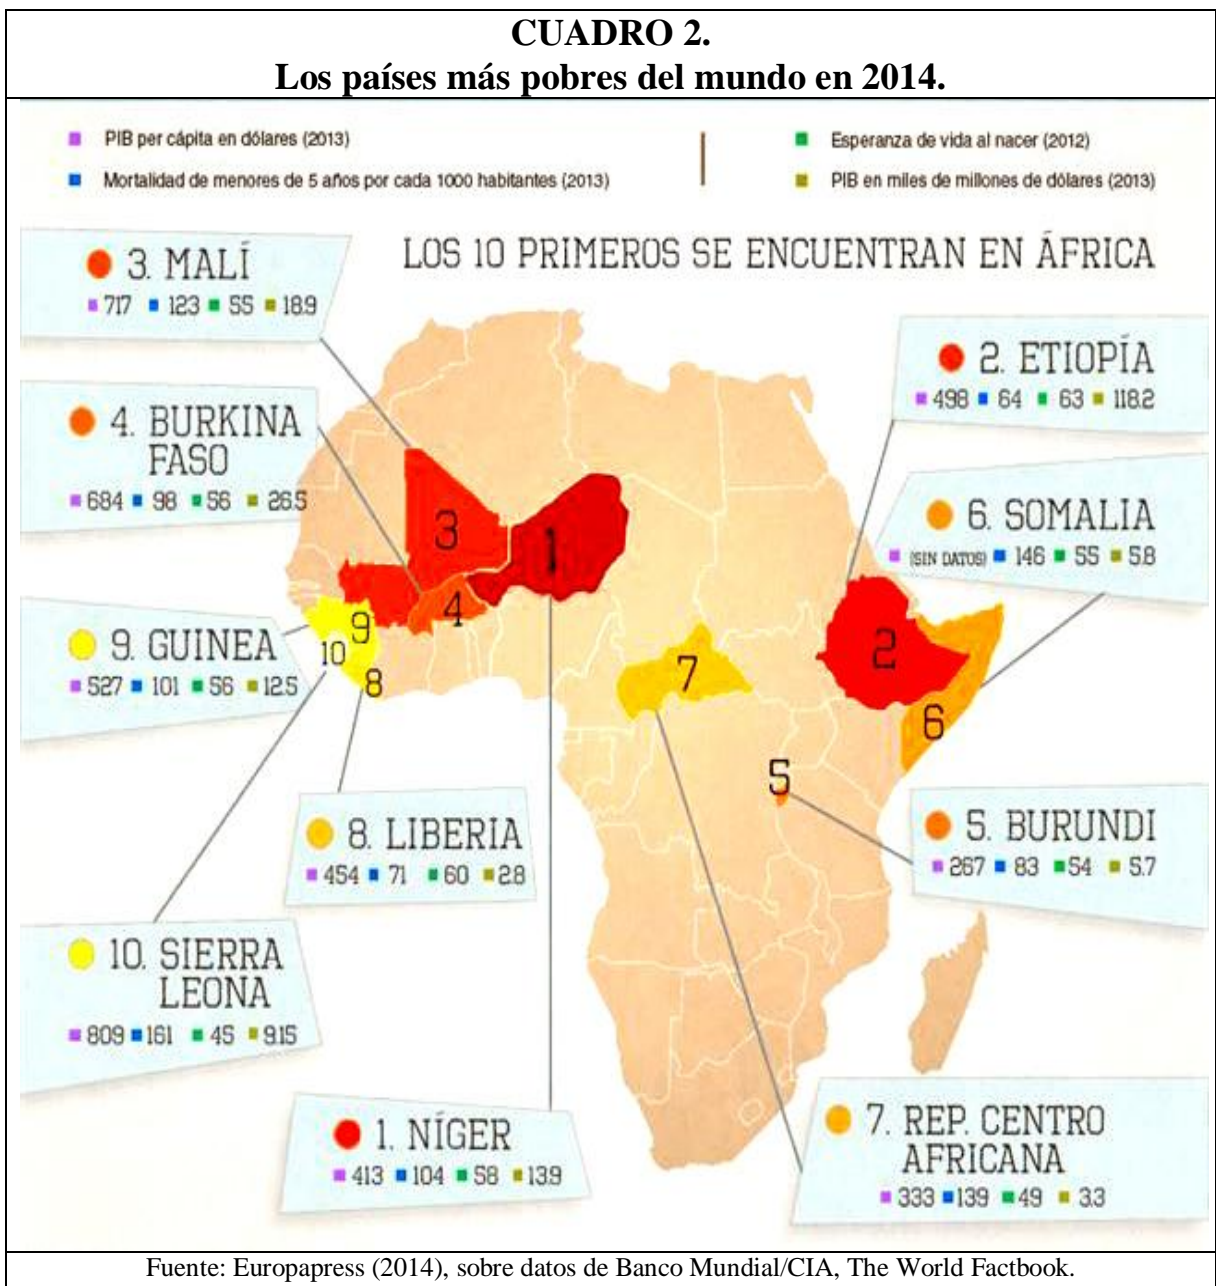 CUADRO 2.
Los países más pobres del mundo en 2014.
PIB per cápita en dólares (2013)
Mortalidad de menores de 5 años por cada 1000 habitantes (2013)
Esperanza de vida al nacer (2012)
PIB en miles de millones de dólares (2013)
LOS 10 PRIMEROS SE ENCUENTRAN EN ÁFRICA
3. MALÍ
717 123 55 18.9
2. ETIOPÍA
498 64 63 118.2
4. BURKINA
FASO
684 98 56 26.5
6. SOMALIA
(SIN DATOS) 146 55 5.8
9. GUINEA
527 101 56 12.5
8. LIBERIA
454 71 60 2.8
5. BURUNDI
267 83 54 5.7
10. SIERRA
LEONA
809 161 45 9.15
1. NÍGER
413 104 58 13.9
7. REP. CENTRO
AFRICANA
333 139 49 3.3
3
1
4
9
10
8
7
2
6
5
Fuente: Europapress (2014), sobre datos de Banco Mundial/CIA, The World Factbook.